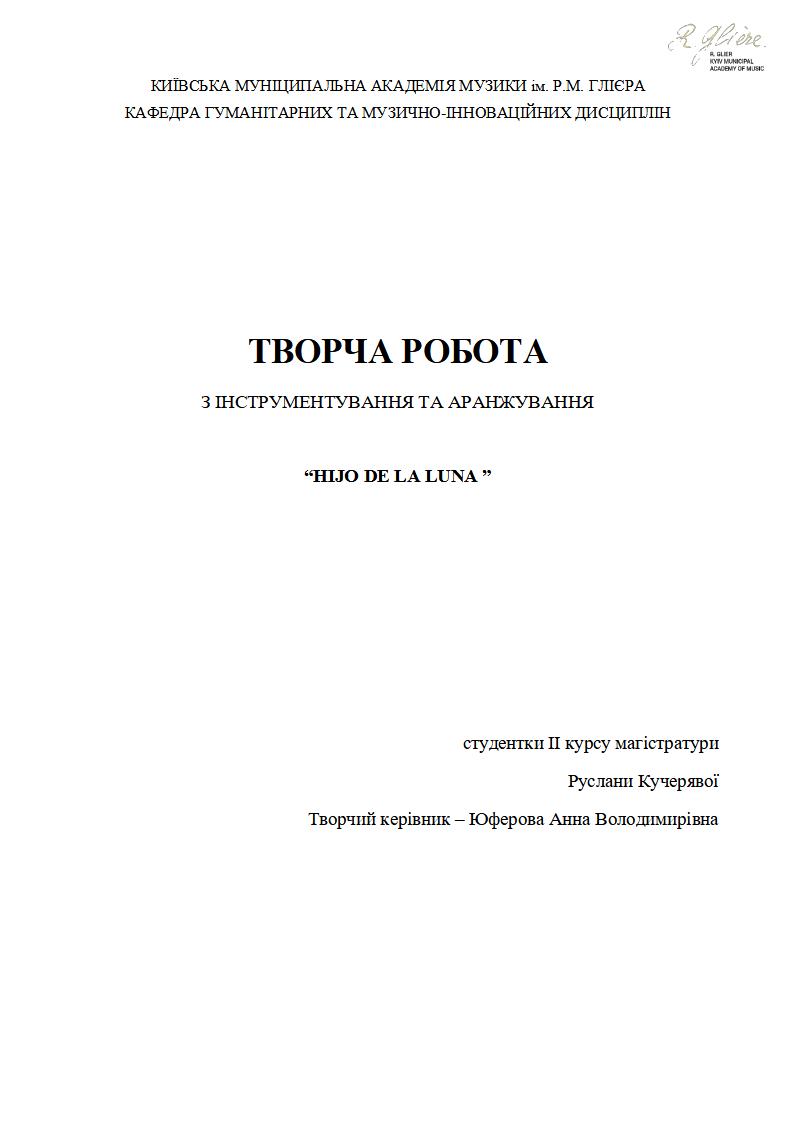 R. Glière.
R. GLIER
KYIV MUNICIPAL
ACADEMY OF MUSIC
КИЇВСЬКА МУНІЦИПАЛЬНА АКАДЕМІЯ МУЗИКИ ім. Р.М. ГЛІЄРА
КАФЕДРА ГУМАНІТАРНИХ ТА МУЗИЧНО-ІННОВАЦІЙНИХ ДИСЦИПЛІН
ТВОРЧА РОБОТА
З ІНСТРУМЕНТУВАННЯ ТА АРАНЖУВАННЯ
“HIJO DE LA LUNA ”
студентки II курсу магістратури
Руслани Кучерявої
Творчий керівник – Юферова Анна Володимирівна